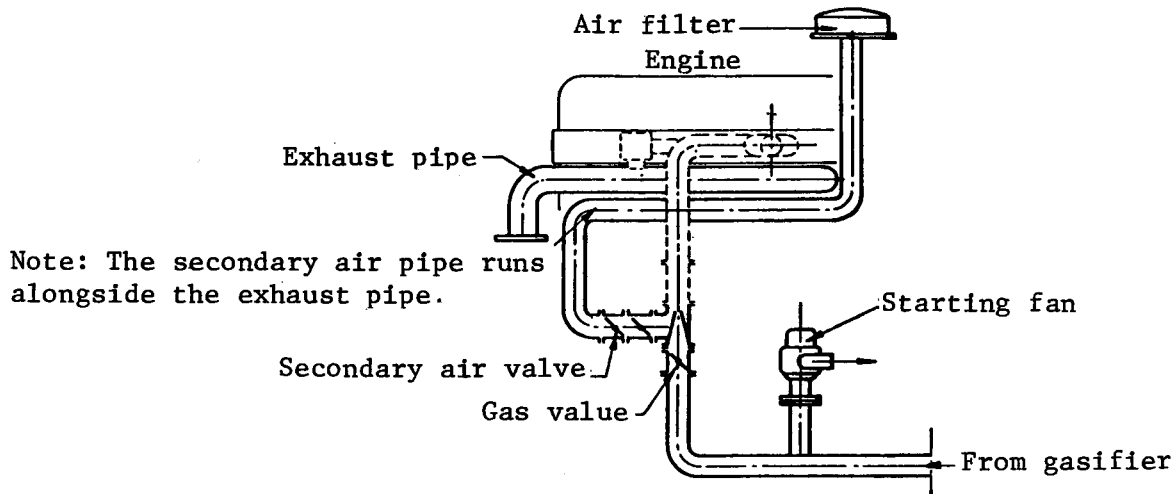 Air filter
Engine
Exhaust pipe
Note: The secondary air pipe runs
alongside the exhaust pipe.
Starting fan
Secondary air valve
Gas value
From gasifier